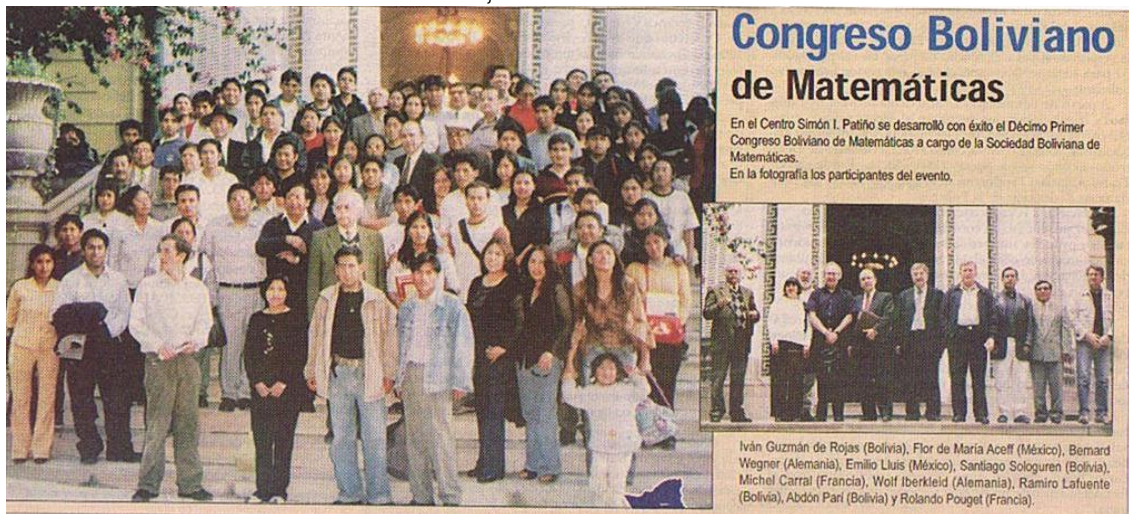 Congreso Boliviano
de Matemáticas
En el Centro Simón I. Patiño se desarrolló con éxito el Décimo Primer
Congreso Boliviano de Matemáticas a cargo de la Sociedad Boliviana de
Matemáticas.
En la fotografía los participantes del evento.
Iván Guzmán de Rojas (Bolivia), Flor de María Aceff (México), Bernard
Wegner (Alemania), Emilio Lluis (México), Santiago Sologuren (Bolivia),
Michel Carral (Francia), Wolf Iberkleid (Alemania), Ramiro Lafuente
(Bolivia), Abdón Pari (Bolivia) y Rolando Pouget (Francia).